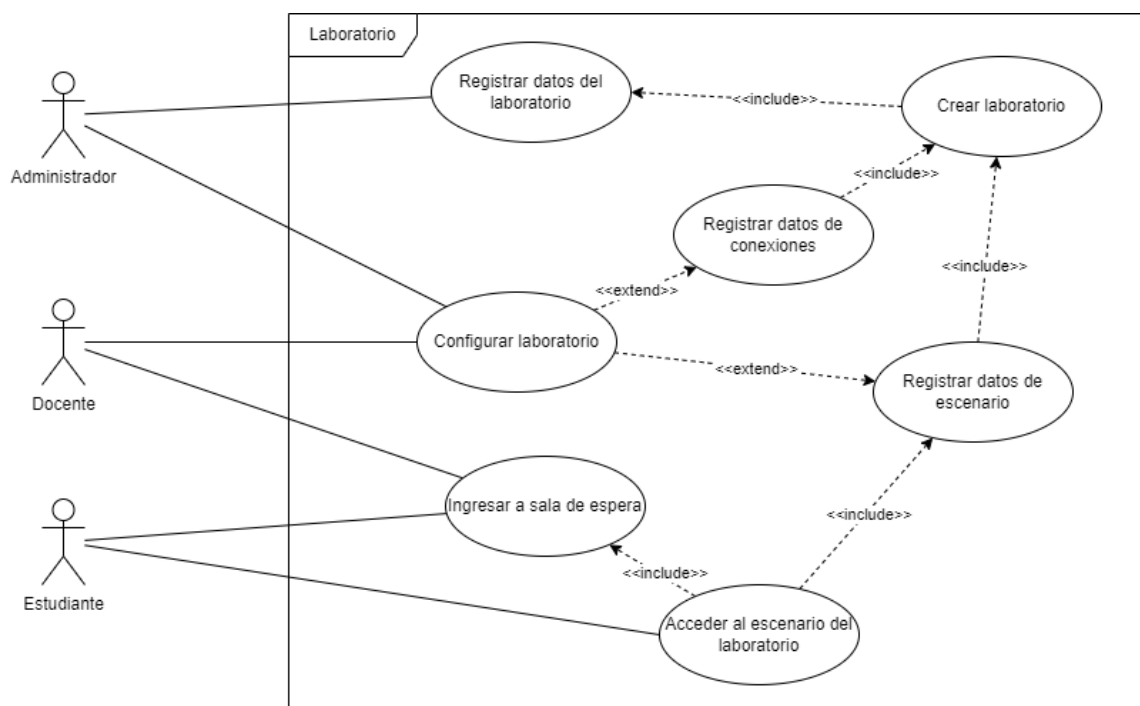 Laboratorio
Registrar datos del
laboratorio
<<include>>
Crear laboratorio
Administrador
<<include>>
Registrar datos de
conexiones
<<include>>
<<extend>>
Configurar laboratorio
<<extend>>
Registrar datos de
escenario
Docente
Ingresar a sala de espera
<<include>>
<<include>>
Estudiante
Acceder al escenario del
laboratorio